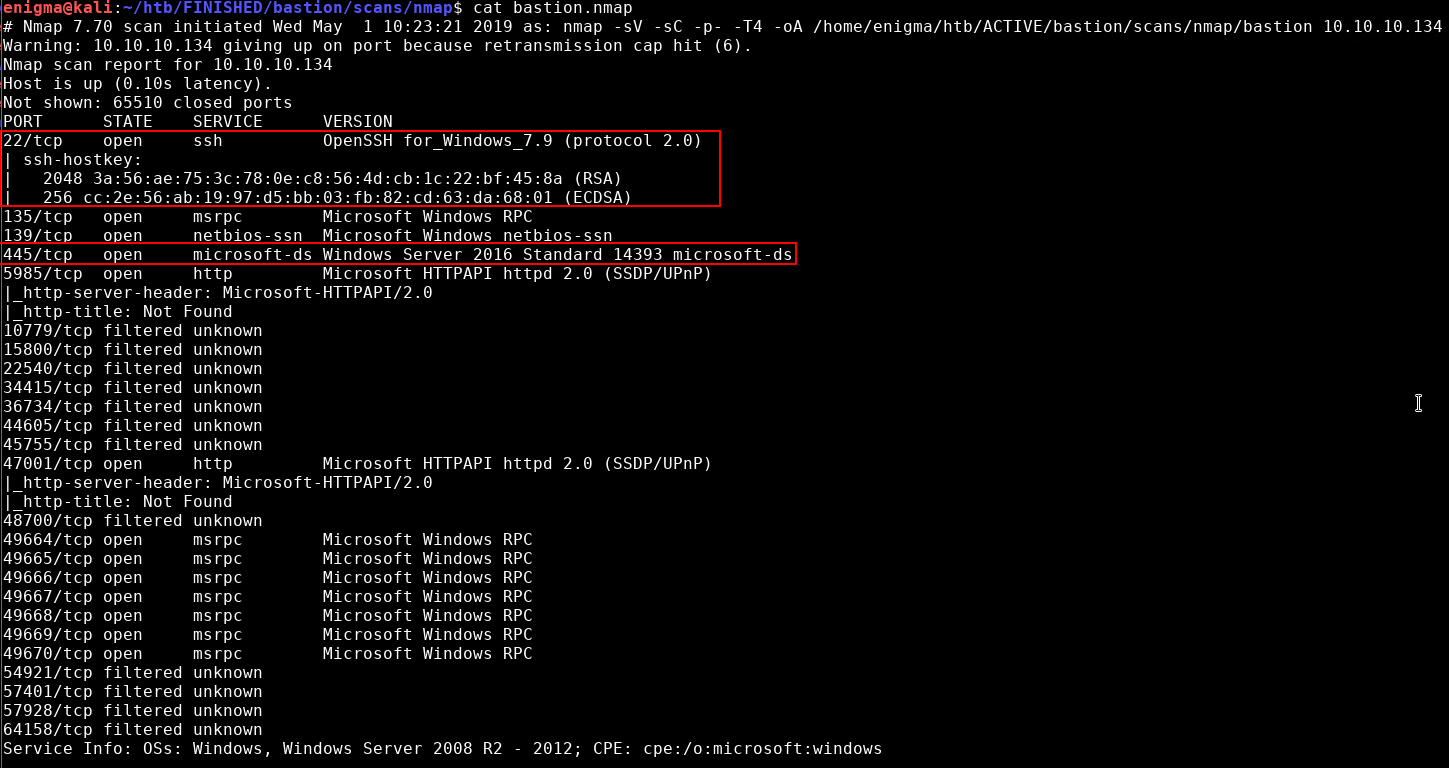 enigma@kali:~/htb/FINISHED/bastion/scans/nmap$ cat bastion.nmap
# Nmap 7.70 scan initiated Wed May  1 10:23:21 2019 as: nmap -sV -sC -p- -T4 -oA /home/enigma/htb/ACTIVE/bastion/scans/nmap/bastion 10.10.10.134
Warning: 10.10.10.134 giving up on port because retransmission cap hit (6).
Nmap scan report for 10.10.10.134
Host is up (0.10s latency).
Not shown: 65510 closed ports
PORT      STATE    SERVICE      VERSION
22/tcp    open     ssh          OpenSSH for_Windows_7.9 (protocol 2.0)
| ssh-hostkey:
|   2048 3a:56:ae:75:3c:78:0e:c8:56:4d:cb:1c:22:bf:45:8a (RSA)
|   256 cc:2e:56:ab:19:97:d5:bb:03:fb:82:cd:63:da:68:01 (ECDSA)
135/tcp   open     msrpc        Microsoft Windows RPC
139/tcp   open     netbios-ssn  Microsoft Windows netbios-ssn
445/tcp   open     microsoft-ds Windows Server 2016 Standard 14393 microsoft-ds
5985/tcp  open     http         Microsoft HTTPAPI httpd 2.0 (SSDP/UPnP)
|_http-server-header: Microsoft-HTTPAPI/2.0
|_http-title: Not Found
10779/tcp filtered unknown
15800/tcp filtered unknown
22540/tcp filtered unknown
34415/tcp filtered unknown
36734/tcp filtered unknown
44605/tcp filtered unknown
45755/tcp filtered unknown
47001/tcp open     http         Microsoft HTTPAPI httpd 2.0 (SSDP/UPnP)
|_http-server-header: Microsoft-HTTPAPI/2.0
|_http-title: Not Found
48700/tcp filtered unknown
49664/tcp open     msrpc        Microsoft Windows RPC
49665/tcp open     msrpc        Microsoft Windows RPC
49666/tcp open     msrpc        Microsoft Windows RPC
49667/tcp open     msrpc        Microsoft Windows RPC
49668/tcp open     msrpc        Microsoft Windows RPC
49669/tcp open     msrpc        Microsoft Windows RPC
49670/tcp open     msrpc        Microsoft Windows RPC
54921/tcp filtered unknown
57401/tcp filtered unknown
57928/tcp filtered unknown
64158/tcp filtered unknown
Service Info: OSs: Windows, Windows Server 2008 R2 - 2012; CPE: cpe:/o:microsoft:windows